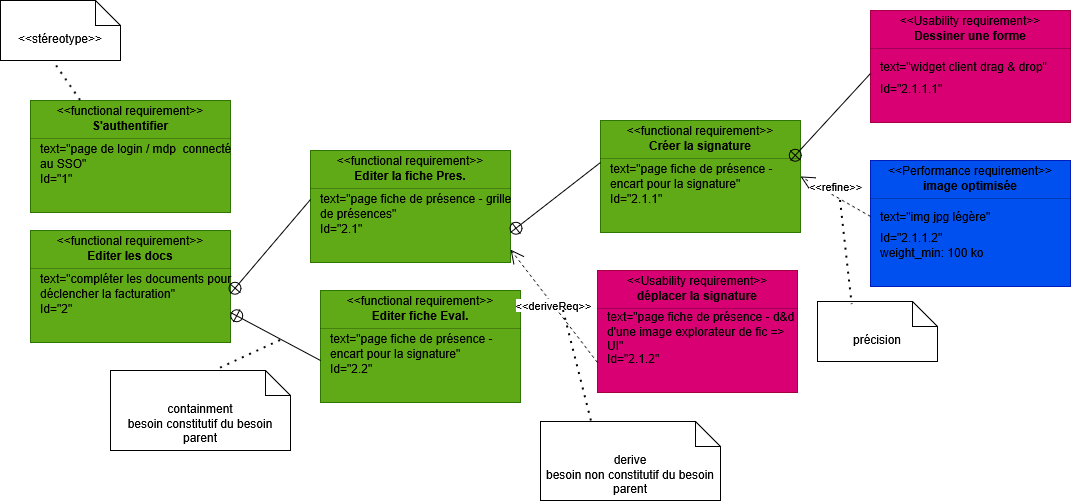 <<stéreotype>>
<<functional requirement>>
S'authentifier
text="page de login / mdp  connecté
au SSO"
Id="1"
<<functional requirement>>
Editer les docs
text="compléter les documents pour
déclencher la facturation"
Id="2"
<<functional requirement>>
Editer la fiche Pres.
text="page fiche de présence - grille
de présences"
Id="2.1"
<<functional requirement>>
Editer fiche Eval.
text="page fiche de présence -
encart pour la signature"
Id="2.2"
containment
besoin constitutif du besoin
parent
<<functional requirement>>
Créer la signature
text="page fiche de présence -
encart pour la signature"
Id="2.1.1"
<<deriveReq>>
<<Usability requirement>>
déplacer la signature
text="page fiche de présence - d&d
d'une image explorateur de fic =>
UI"
Id="2.1.2"
derive
besoin non constitutif du besoin
parent
<<Usability requirement>>
Dessiner une forme
text="widget client drag & drop"
Id="2.1.1.1"
<<refine>>
<<Performance requirement>>
image optimisée
text="img jpg légère"
Id="2.1.1.2"
weight_min: 100 ko
précision